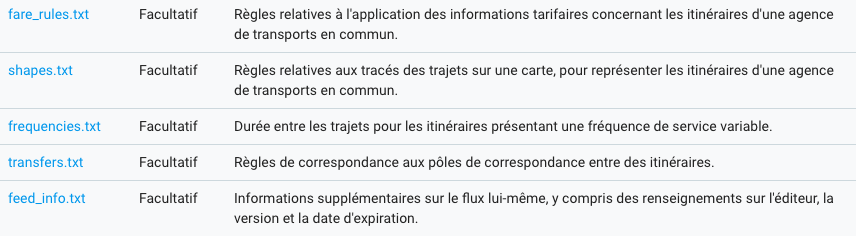 fare_rules.txt Facultatif Règles relatives à l'application des informations tarifaires concernant les itinéraires d'une agence
de transports en commun.
shapes.txt Facultatif Règles relatives aux tracés des trajets sur une carte, pour représenter les itinéraires d'une agence
de transports en commun.
frequencies.txt Facultatif Durée entre les trajets pour les itinéraires présentant une fréquence de service variable.
transfers.txt Facultatif Règles de correspondance aux pôles de correspondance entre des itinéraires.
feed_info.txt Facultatif Informations supplémentaires sur le flux lui-même, y compris des renseignements sur l'éditeur, la
version et la date d'expiration.